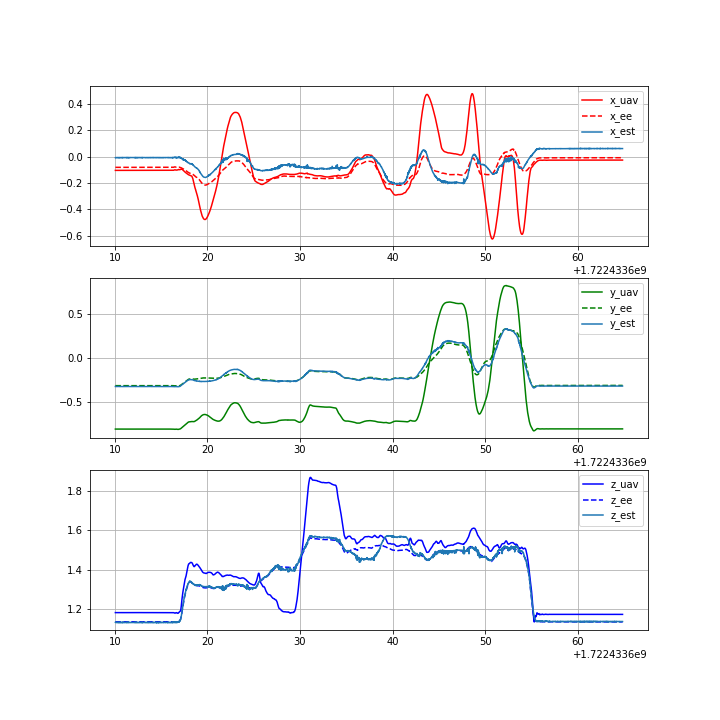 0.4
0.2
0.0
−0.2
−0.4
−0.6
x_uav
x_ee
x_est
10 20 30 40 50 60
+1.7224336e9
0.5
0.0
−0.5
y_uav
y_ee
y_est
10 20 30 40 50 60
+1.7224336e9
1.8
1.6
1.4
1.2
z_uav
z_ee
z_est
10 20 30 40 50 60
+1.7224336e9